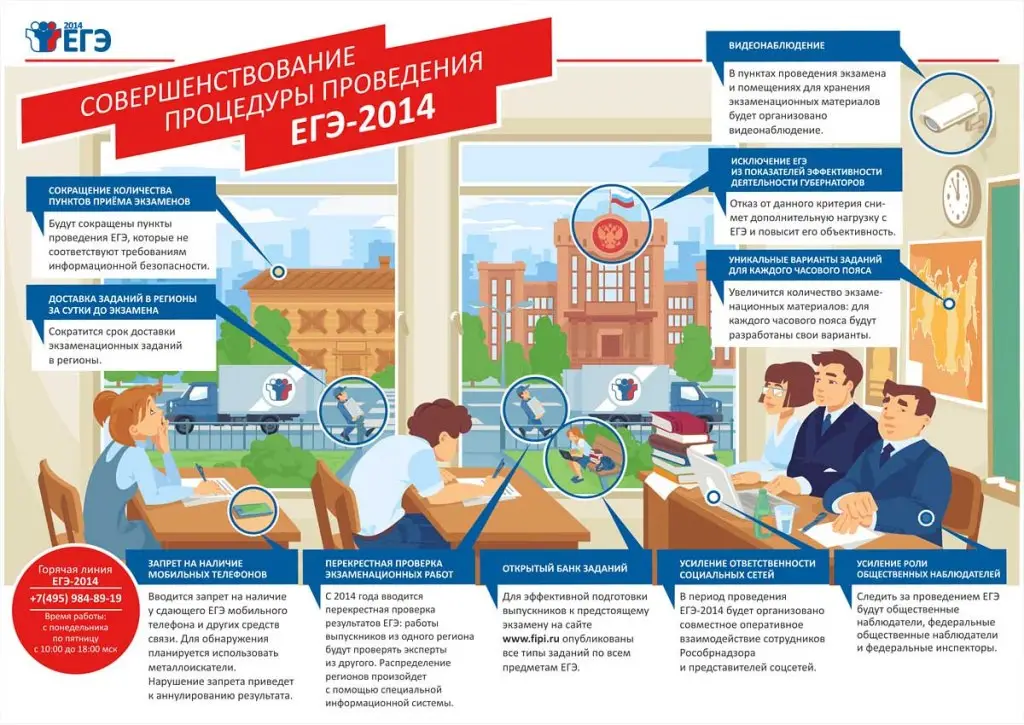 2014
ЕГЭ
СОВЕРШЕНСТВОВАНИЕ
ПРОЦЕДУРЫ ПРОВЕДЕНИЯ
ЕГЭ-2014
СОКРАЩЕНИЕ КОЛИЧЕСТВА
ПУНКТОВ ПРИЁМА ЭКЗАМЕНОВ
Будут сокращены пункты
проведения ЕГЭ, которые не
соответствуют требованиям
информационной безопасности.
ДОСТАВКА ЗАДАНИЙ В РЕГИОНЫ
ЗА СУТКИ ДО ЭКЗАМЕНА
Сократится срок доставки
экзаменационных заданий
в регионы.
ВИДЕОНАБЛЮДЕНИЕ
В пунктах проведения экзамена
и помещениях для хранения
экзаменационных материалов
будет организовано
видеонаблюдение.
ИСКЛЮЧЕНИЕ ЕГЭ
ИЗ ПОКАЗАТЕЛЕЙ ЭФФЕКТИВНОСТИ
ДЕЯТЕЛЬНОСТИ ГУБЕРНАТОРОВ
Отказ от данного критерия сни-
мет дополнительную нагрузку с
ЕГЭ и повысит его объективность.
УНИКАЛЬНЫЕ ВАРИАНТЫ ЗАДАНИЙ
ДЛЯ КАЖДОГО ЧАСОВОГО ПОЯСА
Увеличится количество экзаме-
национных материалов: для
каждого часового пояса будут
разработаны свои варианты.
Горячая линия
ЕГЭ-2014
+7(495) 984-89-19
Время работы:
с понедельника
по пятницу
с 10:00 до 18:00 мск
ЗАПРЕТ НА НАЛИЧИЕ
МОБИЛЬНЫХ ТЕЛЕФОНОВ
Вводится запрет на наличие
у сдающего ЕГЭ мобильного
телефона и других средств
связи. Для обнаружения
планируется использовать
металлоискатели.
Нарушение запрета приведет
к аннулированию результата.
ПЕРЕКРЕСТНАЯ ПРОВЕРКА
ЭКЗАМЕНАЦИОННЫХ РАБОТ
С 2014 года вводится
перекрестная проверка
результатов ЕГЭ: работы
выпускников из одного региона
будут проверять эксперты
из другого. Распределение
регионов произойдет
с помощью специальной
информационной системы.
ОТКРЫТЫЙ БАНК ЗАДАНИЙ
Для эффективной подготовки
выпускников к предстоящему
экзамену на сайте
www.fipi.ru опубликованы
все типы заданий по всем
предметам ЕГЭ.
УСИЛЕНИЕ ОТВЕТСТВЕННОСТИ
СОЦИАЛЬНЫХ СЕТЕЙ
В период проведения
ЕГЭ-2014 будет организовано
совместное оперативное
взаимодействие сотрудников
Рособрнадзора
и представителей соцсетей.
УСИЛЕНИЕ РОЛИ
ОБЩЕСТВЕННЫХ НАБЛЮДАТЕЛЕЙ
Следить за проведением ЕГЭ
будут общественные
наблюдатели, федеральные
общественные наблюдатели
и федеральные инспекторы.